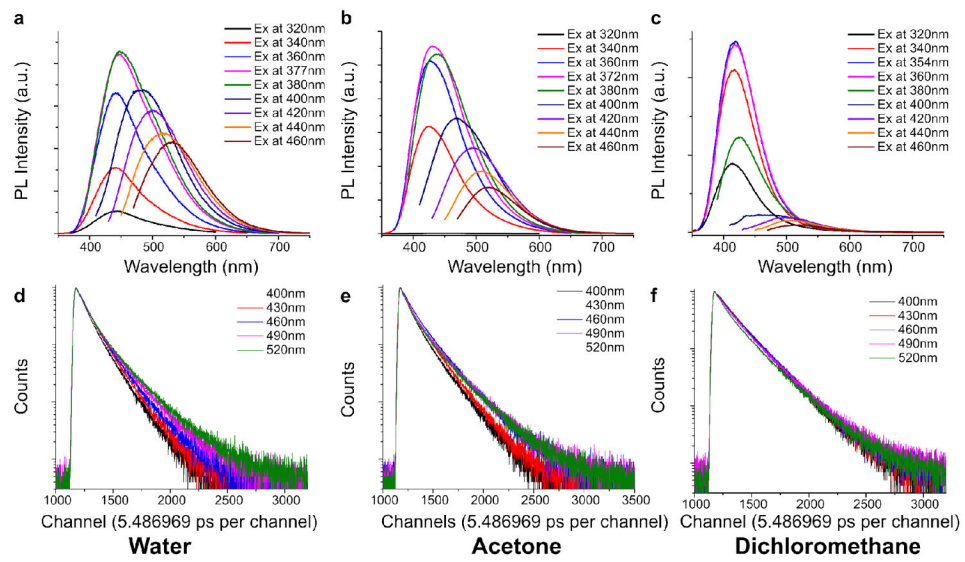 a
Ex at 320nm
Ex at 340nm
Ex at 360nm
Ex at 377nm
Ex at 380nm
Ex at 400nm
Ex at 420nm
Ex at 440nm
Ex at 460nm
PL Intensity (a.u.)
400 500 600 700
Wavelength (nm)
b
Ex at 320nm
Ex at 340nm
Ex at 360nm
Ex at 372nm
Ex at 380nm
Ex at 400nm
Ex at 420nm
Ex at 440nm
Ex at 460nm
PL Intensity (a.u.)
400 500 600 700
Wavelength (nm)
c
Ex at 320nm
Ex at 340nm
Ex at 354nm
Ex at 360nm
Ex at 380nm
Ex at 400nm
Ex at 420nm
Ex at 440nm
Ex at 460nm
PL Intensity (a.u.)
400 500 600 700
Wavelength (nm)
d
400nm
430nm
460nm
490nm
520nm
Counts
1000 1500 2000 2500 3000
Channel (5.486969 ps per channel)
Water
e
400nm
430nm
460nm
490nm
520nm
Counts
1000 1500 2000 2500 3000 3500
Channels (5.486969 ps per channel)
Acetone
f
400nm
430nm
460nm
490nm
520nm
Counts
1000 1500 2000 2500 3000
Channel (5.486969 ps per channel)
Dichloromethane